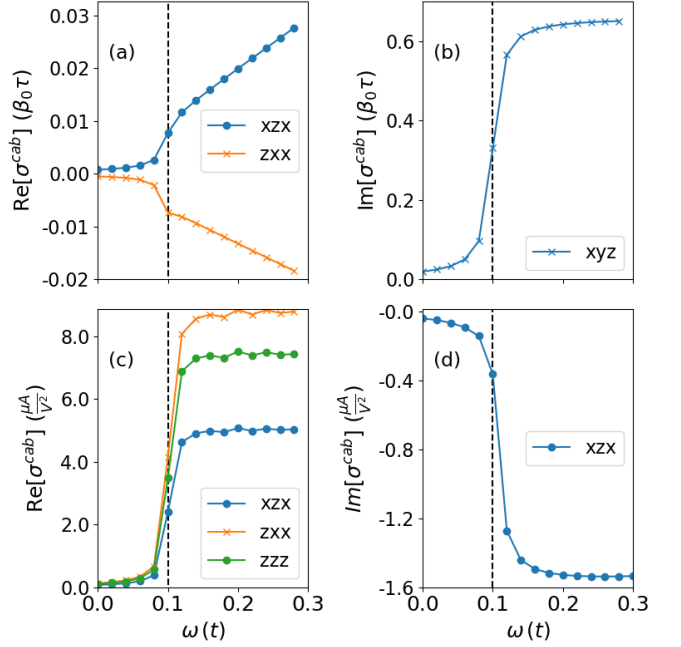 0.03
0.02
0.01
0.00
-0.01
-0.02
Re[σ^{cab}] (β₀τ)
(a)
xzx
zxx
0.6
0.4
0.2
0.0
Im[σ^{cab}] (β₀τ)
(b)
xyz
8.0
6.0
4.0
2.0
0.0
Re[σ^{cab}] (μA/V²)
(c)
xzx
zxx
zzz
0.0 0.1 0.2 0.3
ω (t)
-0.0
-0.4
-0.8
-1.2
-1.6
Im[σ^{cab}] (μA/V²)
(d)
xzx
0.0 0.1 0.2 0.3
ω (t)